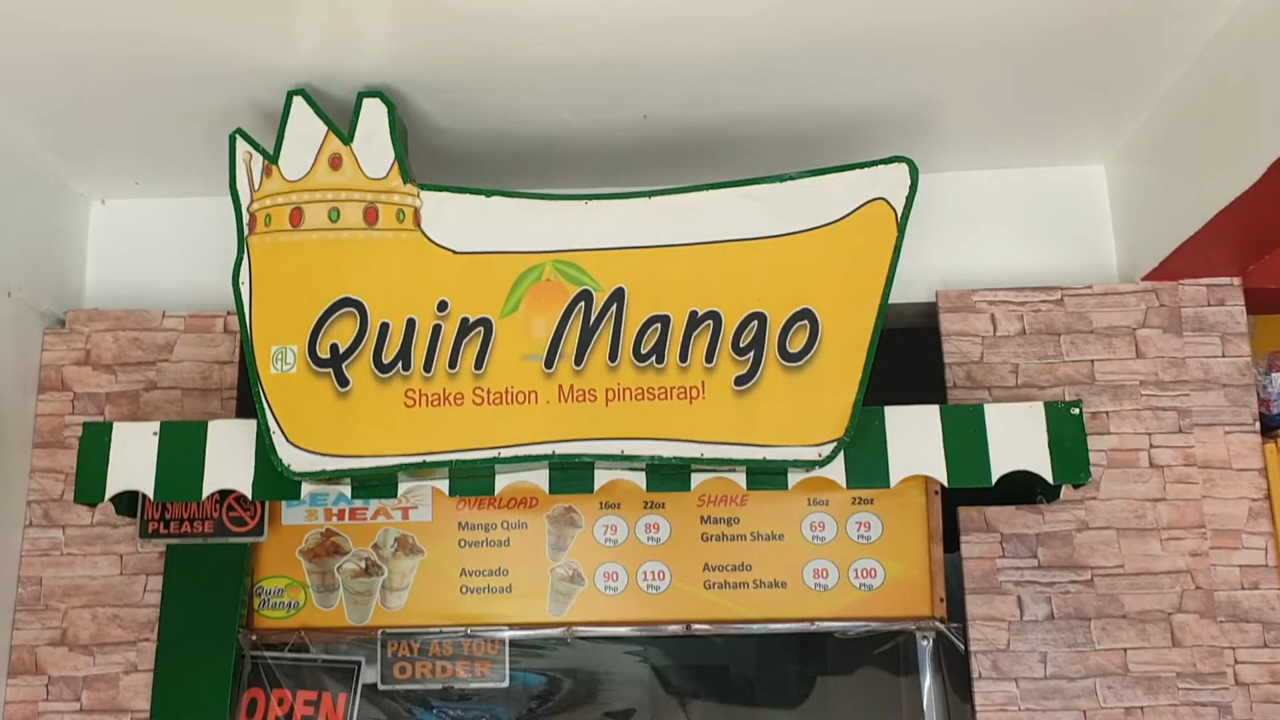 Quin Mango
AL
Shake Station . Mas pinasarap!
NO SMOKING
PLEASE
BEAT
HEAT
Quin
Mango
OVERLOAD
16oz 22oz
Mango Quin
Overload
79 Php 89 Php
Avocado
Overload
90 Php 110 Php
SHAKE
16oz 22oz
Mango
Graham Shake
69 Php 79 Php
Avocado
Graham Shake
80 Php 100 Php
PAY AS YOU
ORDER
OPEN